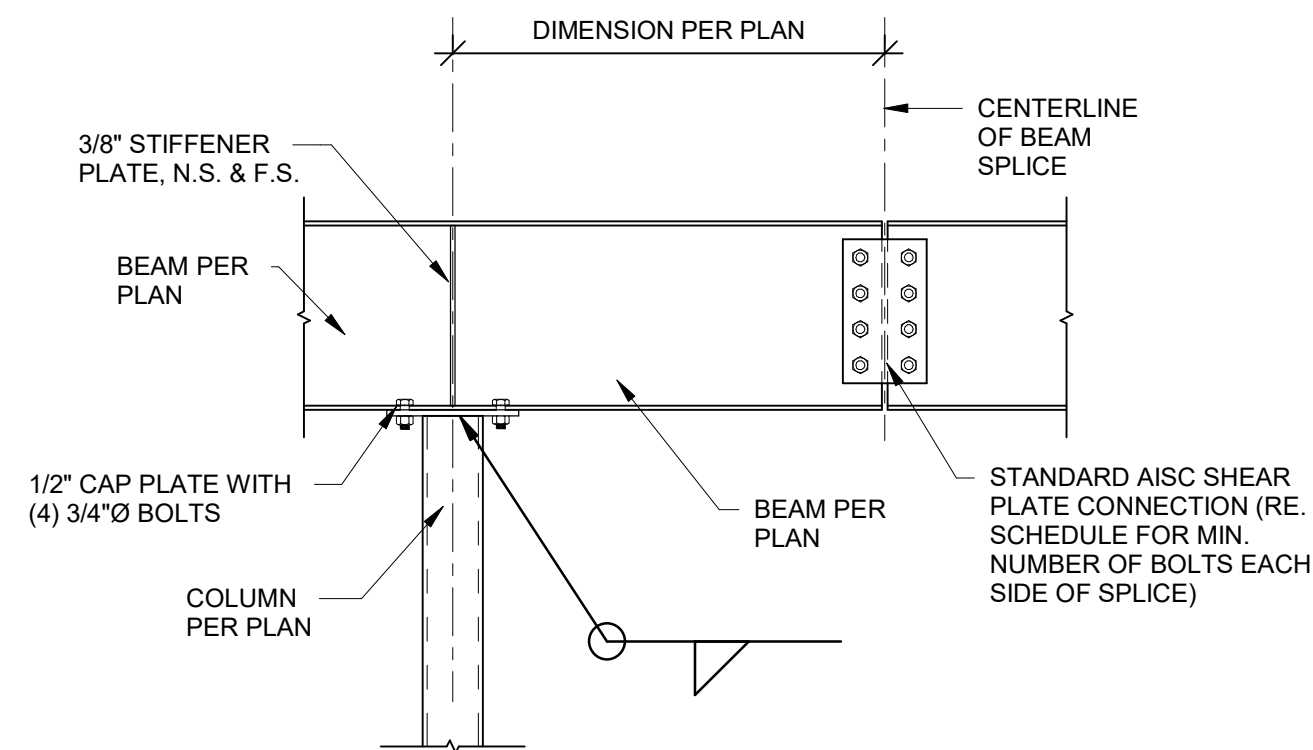 DIMENSION PER PLAN
CENTERLINE
OF BEAM
SPLICE
3/8" STIFFENER
PLATE, N.S. & F.S.
BEAM PER
PLAN
1/2" CAP PLATE WITH
(4) 3/4"Ø BOLTS
COLUMN
PER PLAN
BEAM PER
PLAN
STANDARD AISC SHEAR
PLATE CONNECTION (RE.
SCHEDULE FOR MIN.
NUMBER OF BOLTS EACH
SIDE OF SPLICE)